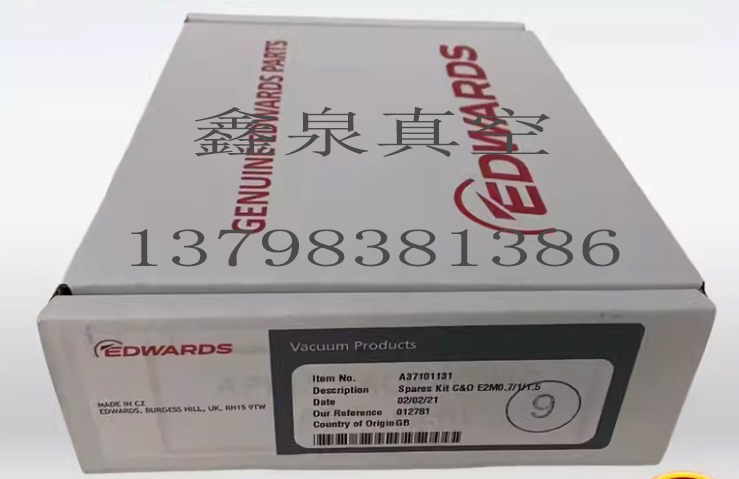 GENUINE EDWARDS PARTS
EDWARDS
鑫泉真空
13798381386
EDWARDS
MADE IN CZ
EDWARDS, BURGESS HILL, UK, RH15 9TW
Vacuum Products
Item No. A37101131
Description Spares Kit C&O E2M0.7/1/1.5
Date 02/02/21
Our Reference 012781
Country of Origin GB
9